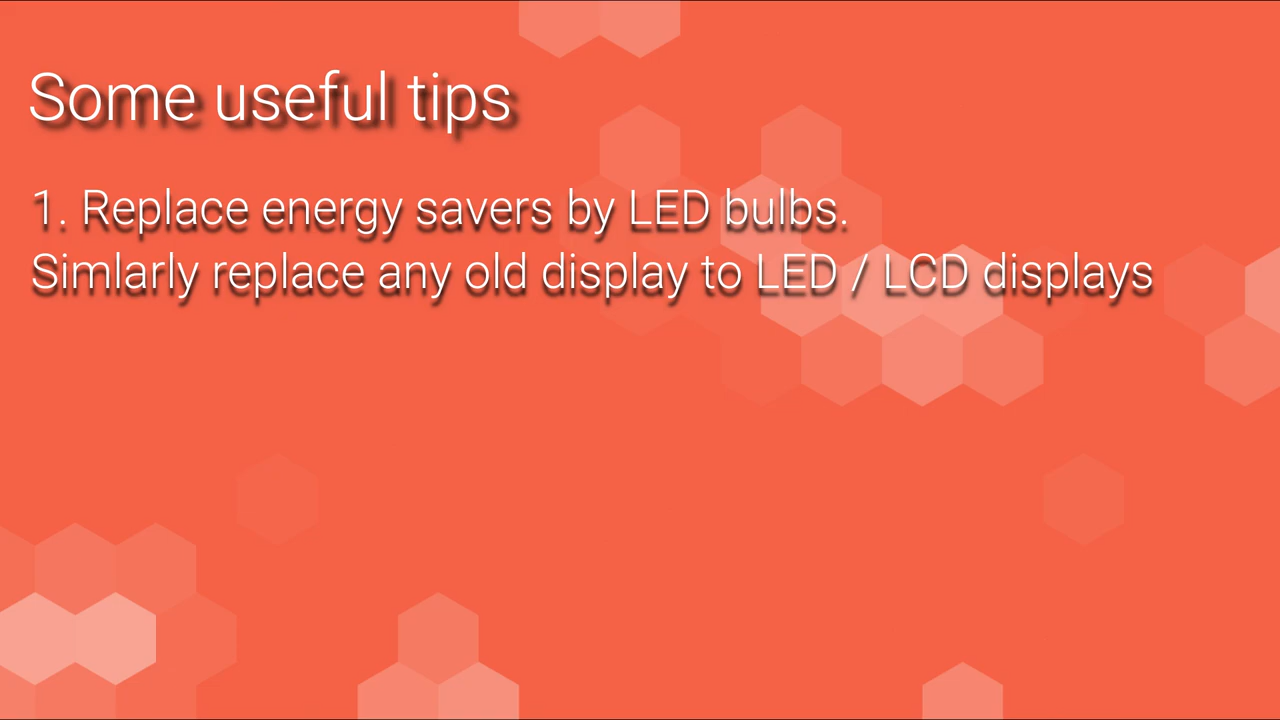 Some useful tips
1. Replace energy savers by LED bulbs.
Simlarly replace any old display to LED / LCD displays